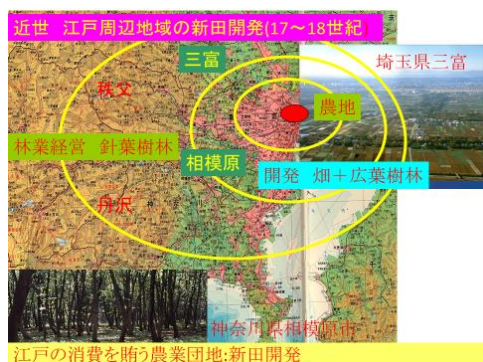 近世 江戸周辺地域の新田開発(17～18世紀)
三富
埼玉県三富
秩父
農地
林業経営 針葉樹林
相模原
開発 畑＋広葉樹林
丹沢
神奈川県相模原市
江戸の消費を賄う農業団地:新田開発